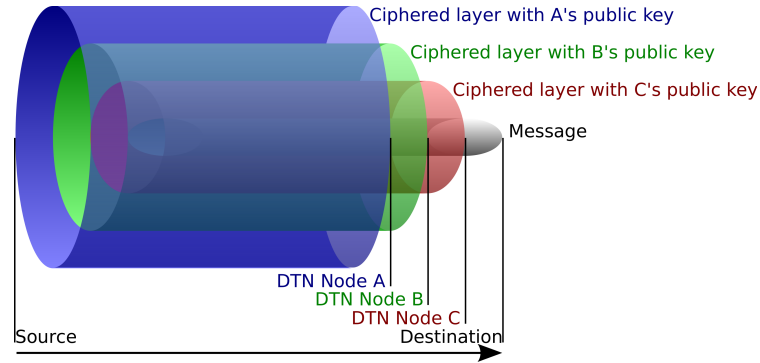 Ciphered layer with A's public key
Ciphered layer with B's public key
Ciphered layer with C's public key
Message
DTN Node A
DTN Node B
DTN Node C
Source
Destination